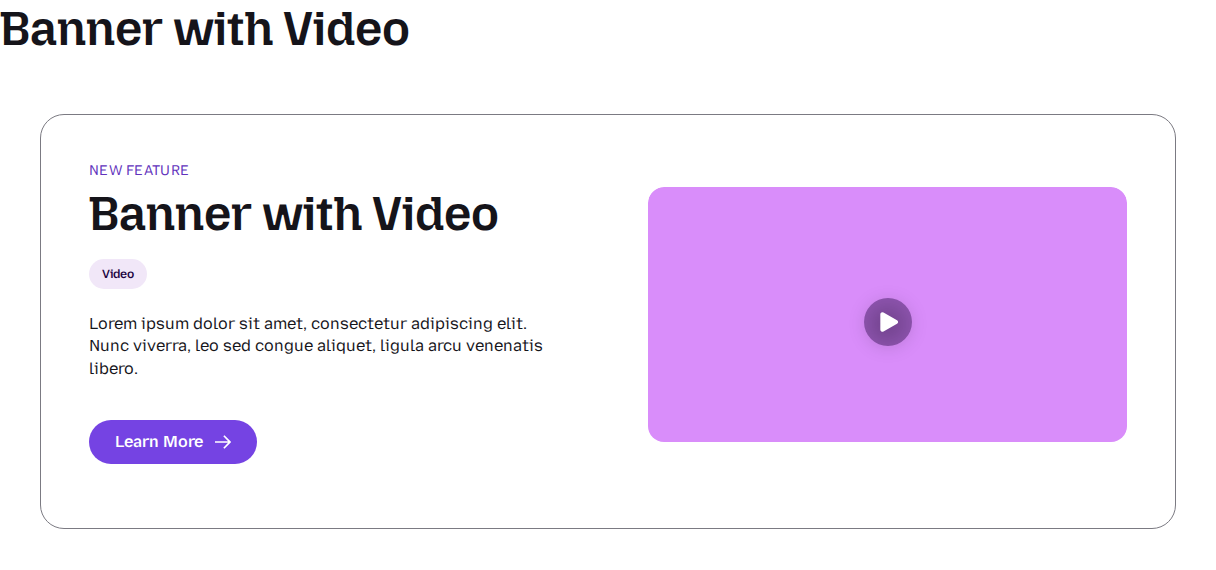 Banner with Video
NEW FEATURE
Banner with Video
Video
Lorem ipsum dolor sit amet, consectetur adipiscing elit.
Nunc viverra, leo sed congue aliquet, ligula arcu venenatis
libero.
Learn More